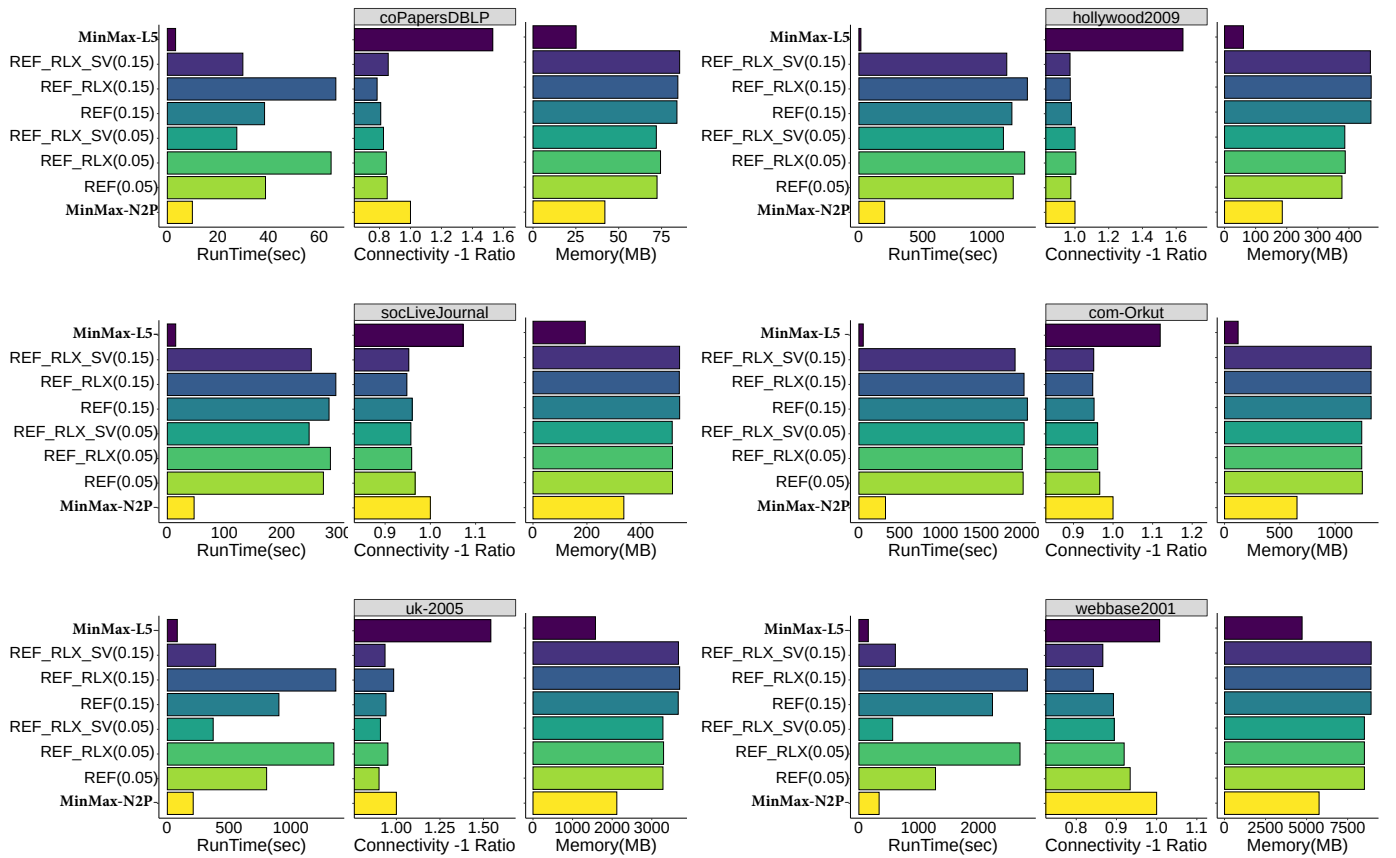 coPapersDBLP
MinMax-L5
REF_RLX_SV(0.15)
REF_RLX(0.15)
REF(0.15)
REF_RLX_SV(0.05)
REF_RLX(0.05)
REF(0.05)
MinMax-N2P
0 20 40 60 0.8 1.0 1.2 1.4 1.6 0 25 50 75
RunTime(sec) Connectivity -1 Ratio Memory(MB)
hollywood2009
MinMax-L5
REF_RLX_SV(0.15)
REF_RLX(0.15)
REF(0.15)
REF_RLX_SV(0.05)
REF_RLX(0.05)
REF(0.05)
MinMax-N2P
0 500 1000 1.0 1.2 1.4 1.6 0 100 200 300 400
RunTime(sec) Connectivity -1 Ratio Memory(MB)
socLiveJournal
MinMax-L5
REF_RLX_SV(0.15)
REF_RLX(0.15)
REF(0.15)
REF_RLX_SV(0.05)
REF_RLX(0.05)
REF(0.05)
MinMax-N2P
0 100 200 300 0.9 1.0 1.1 0 200 400
RunTime(sec) Connectivity -1 Ratio Memory(MB)
com-Orkut
MinMax-L5
REF_RLX_SV(0.15)
REF_RLX(0.15)
REF(0.15)
REF_RLX_SV(0.05)
REF_RLX(0.05)
REF(0.05)
MinMax-N2P
0 500 1000 1500 2000 0.9 1.0 1.1 1.2 0 500 1000
RunTime(sec) Connectivity -1 Ratio Memory(MB)
uk-2005
MinMax-L5
REF_RLX_SV(0.15)
REF_RLX(0.15)
REF(0.15)
REF_RLX_SV(0.05)
REF_RLX(0.05)
REF(0.05)
MinMax-N2P
0 500 1000 1.00 1.25 1.50 0 1000 2000 3000
RunTime(sec) Connectivity -1 Ratio Memory(MB)
webbase2001
MinMax-L5
REF_RLX_SV(0.15)
REF_RLX(0.15)
REF(0.15)
REF_RLX_SV(0.05)
REF_RLX(0.05)
REF(0.05)
MinMax-N2P
0 1000 2000 0.8 0.9 1.0 1.1 0 2500 5000 7500
RunTime(sec) Connectivity -1 Ratio Memory(MB)